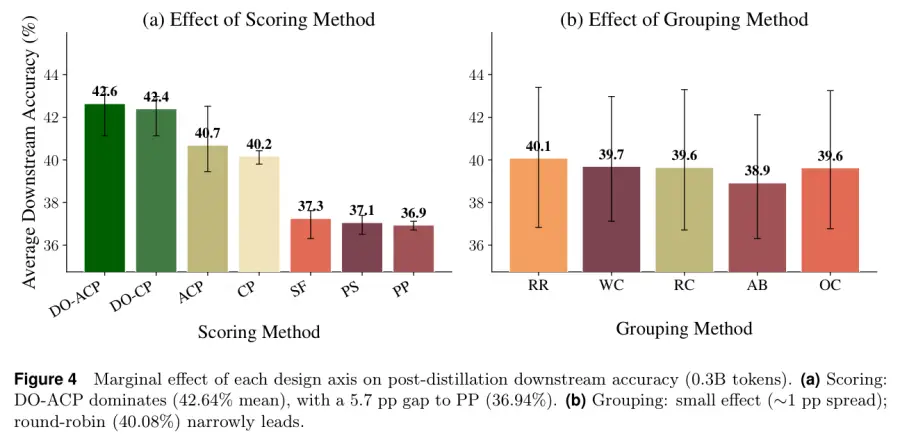 (a) Effect of Scoring Method
Average Downstream Accuracy (%)
44
42
40
38
36
42.6
42.4
40.7
40.2
37.3
37.1
36.9
DO-ACP
DO-CP
ACP
CP
SF
PS
PP
Scoring Method
(b) Effect of Grouping Method
44
42
40
38
36
40.1
39.7
39.6
38.9
39.6
RR
WC
RC
AB
OC
Grouping Method
Figure 4 Marginal effect of each design axis on post-distillation downstream accuracy (0.3B tokens). (a) Scoring:
DO-ACP dominates (42.64% mean), with a 5.7 pp gap to PP (36.94%). (b) Grouping: small effect (∼1 pp spread);
round-robin (40.08%) narrowly leads.